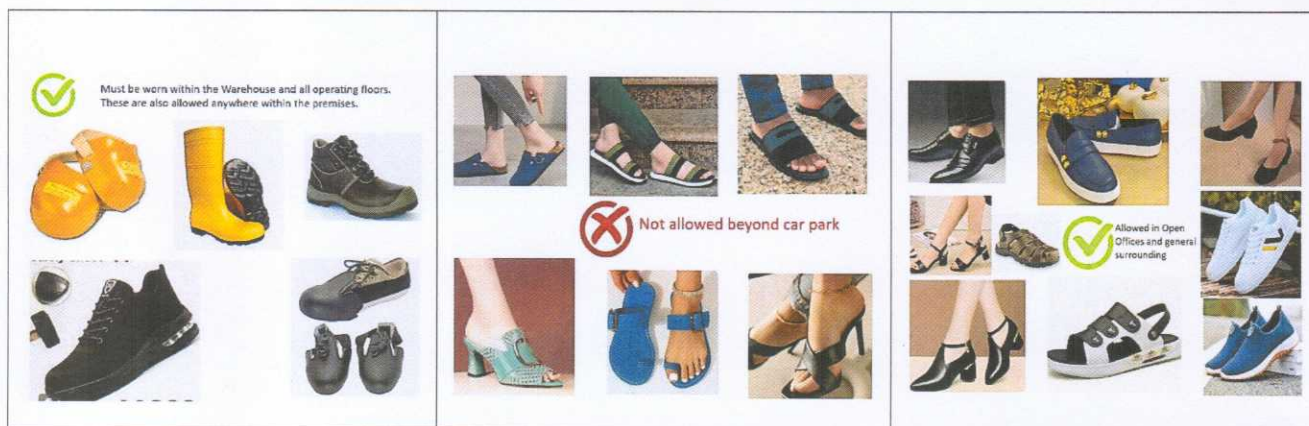 Must be worn within the Warehouse and all operating floors.
These are also allowed anywhere within the premises.
Not allowed beyond car park
Allowed in Open
Offices and general
surrounding